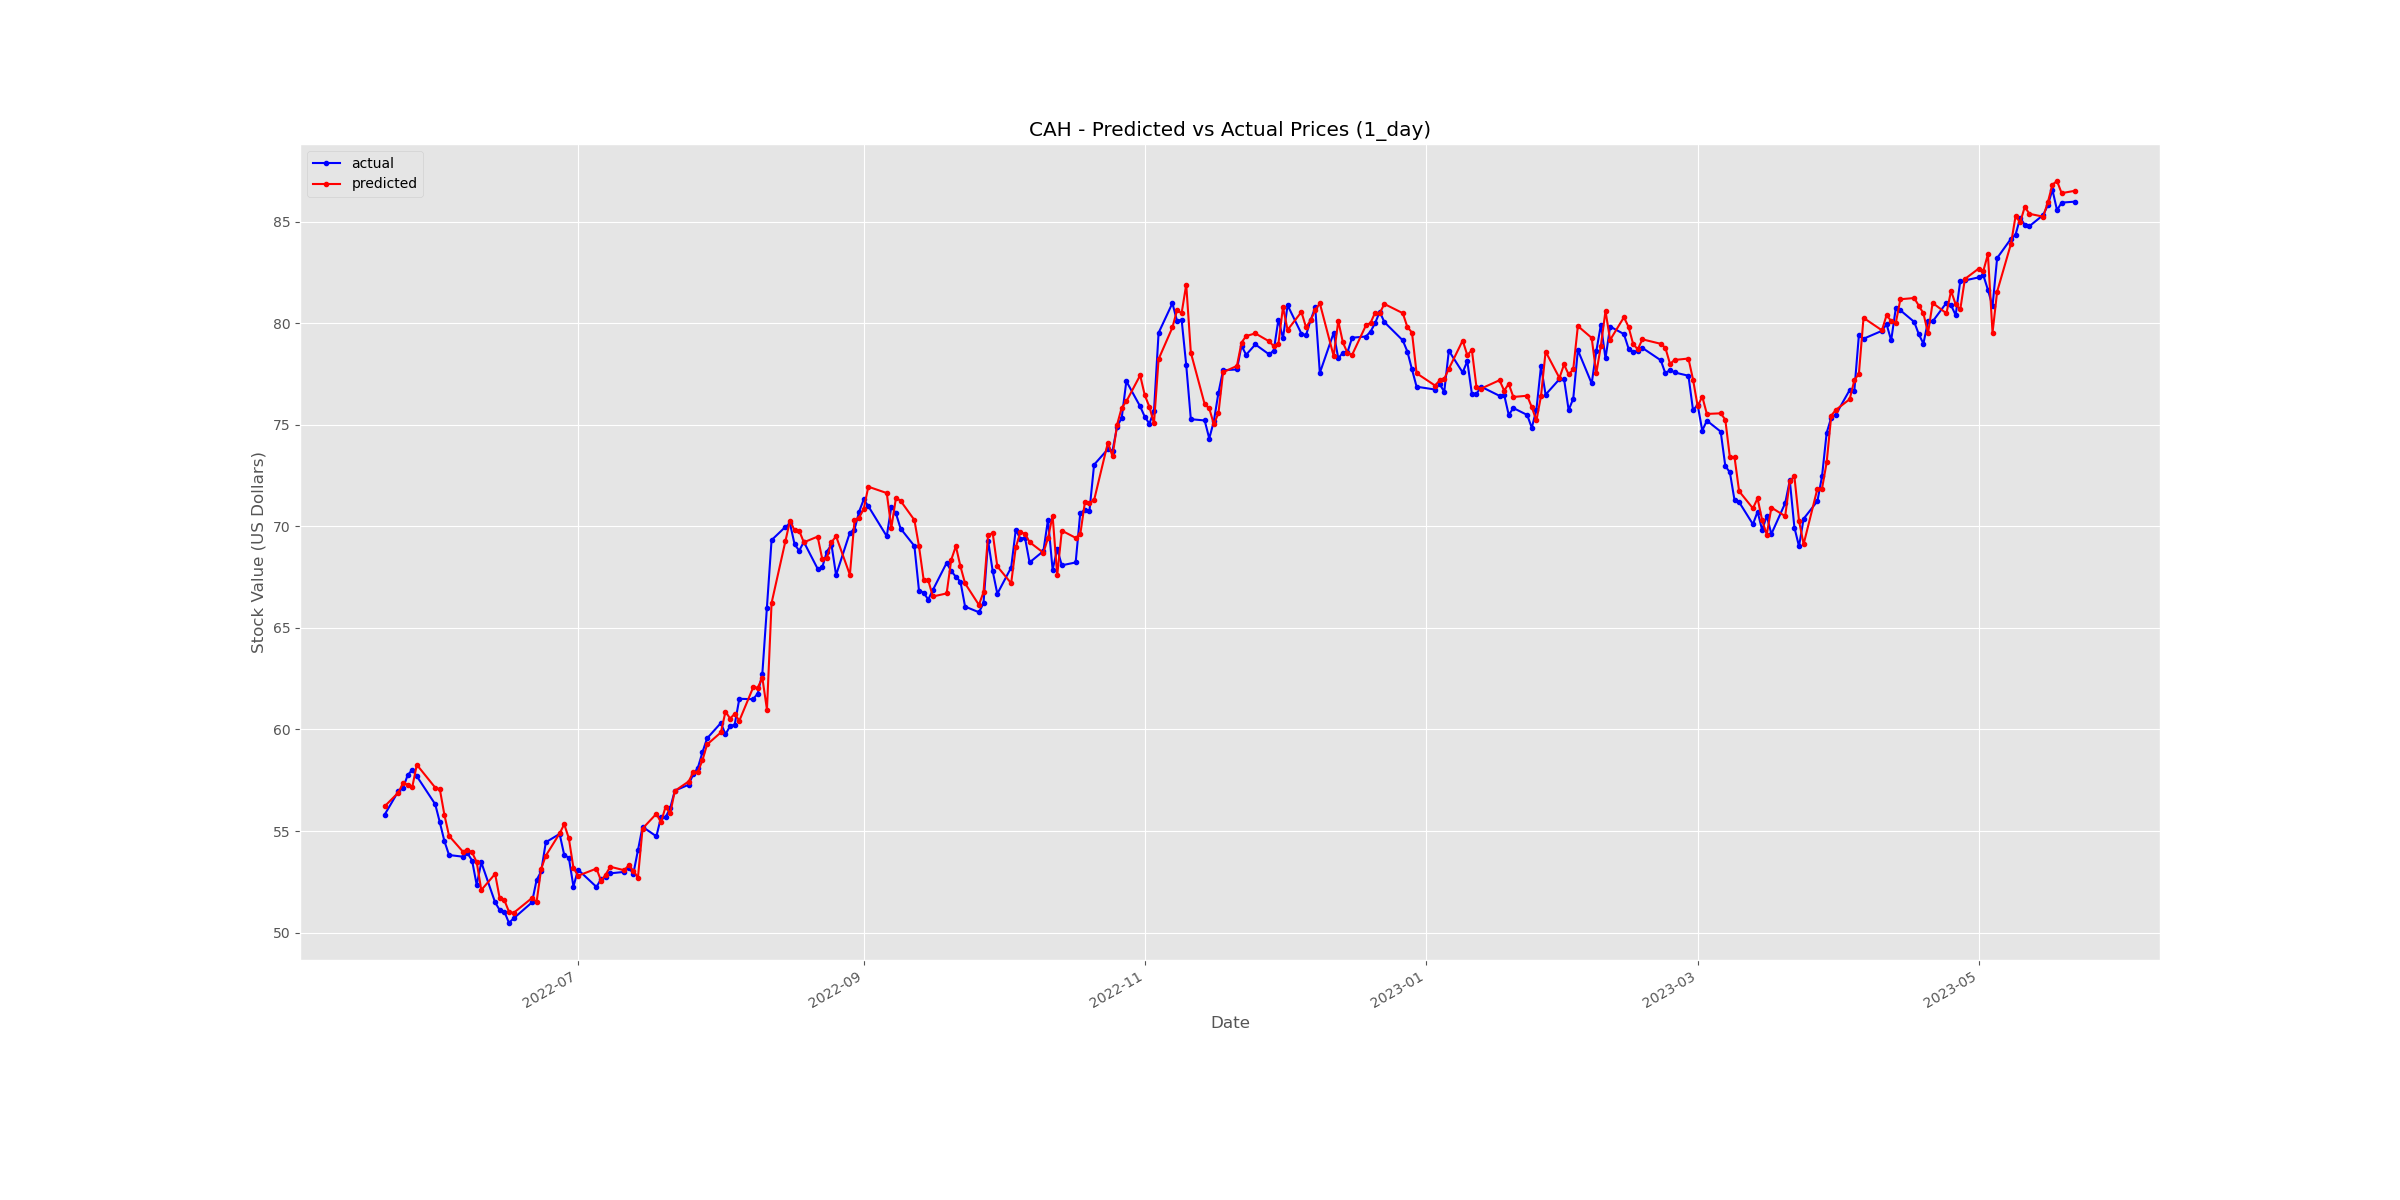 CAH - Predicted vs Actual Prices (1_day)
actual
predicted
Stock Value (US Dollars)
85
80
75
70
65
60
55
50
2022-07
2022-09
2022-11
2023-01
2023-03
2023-05
Date